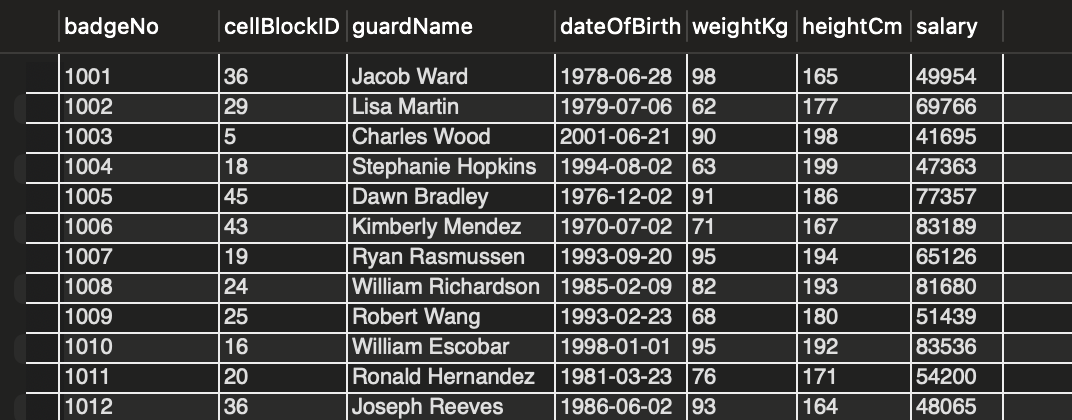 badgeNo cellBlockID guardName dateOfBirth weightKg heightCm salary
1001 36 Jacob Ward 1978-06-28 98 165 49954
1002 29 Lisa Martin 1979-07-06 62 177 69766
1003 5 Charles Wood 2001-06-21 90 198 41695
1004 18 Stephanie Hopkins 1994-08-02 63 199 47363
1005 45 Dawn Bradley 1976-12-02 91 186 77357
1006 43 Kimberly Mendez 1970-07-02 71 167 83189
1007 19 Ryan Rasmussen 1993-09-20 95 194 65126
1008 24 William Richardson 1985-02-09 82 193 81680
1009 25 Robert Wang 1993-02-23 68 180 51439
1010 16 William Escobar 1998-01-01 95 192 83536
1011 20 Ronald Hernandez 1981-03-23 76 171 54200
1012 36 Joseph Reeves 1986-06-02 93 164 48065